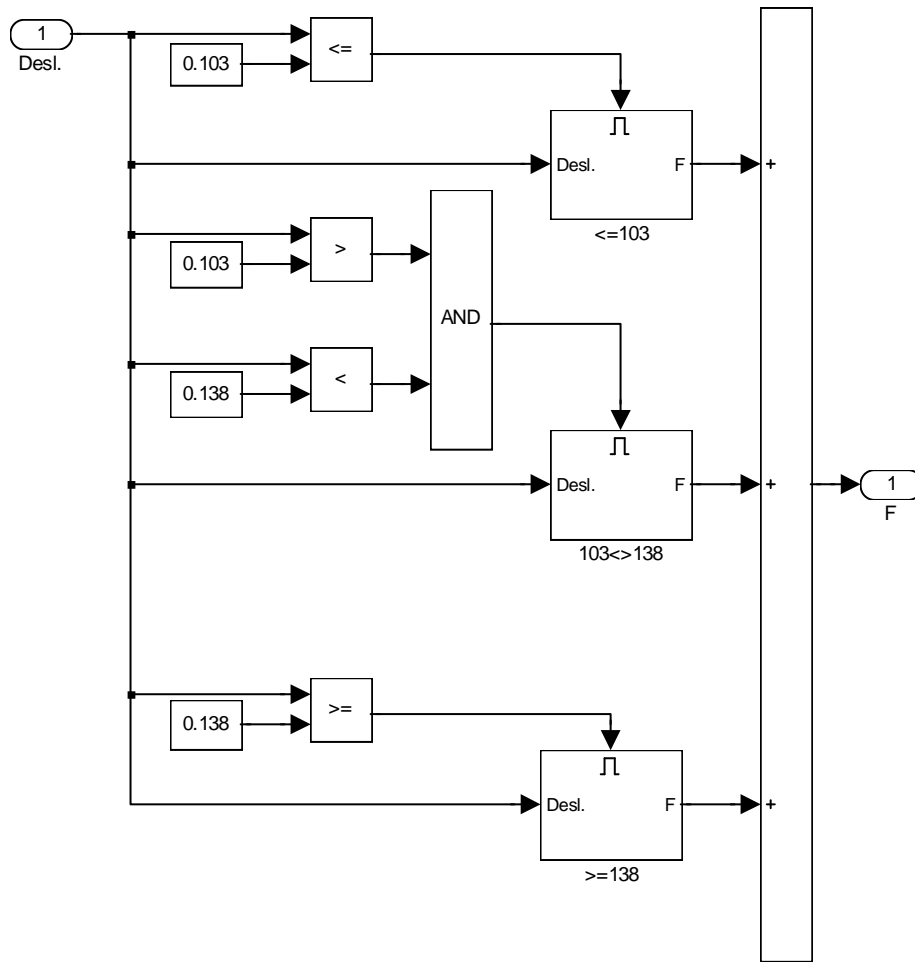 1
Desl.
<=
0.103
Desl.
F
+
<=103
>
0.103
AND
<
0.138
Desl.
F
+
103<>138
1
F
>=
0.138
Desl.
F
+
>=138